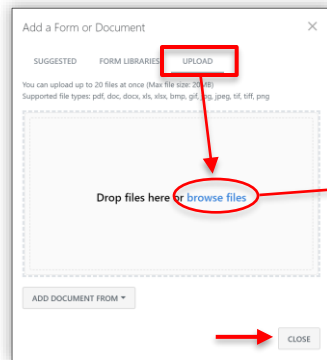 Add a Form or Document
SUGGESTED FORM LIBRARIES UPLOAD
You can upload up to 20 files at once (Max file size: 20MB)
Supported file types: pdf, doc, docx, xls, xlsx, bmp, gif, jpg, jpeg, tif, tiff, png
Drop files here or browse files
ADD DOCUMENT FROM
CLOSE